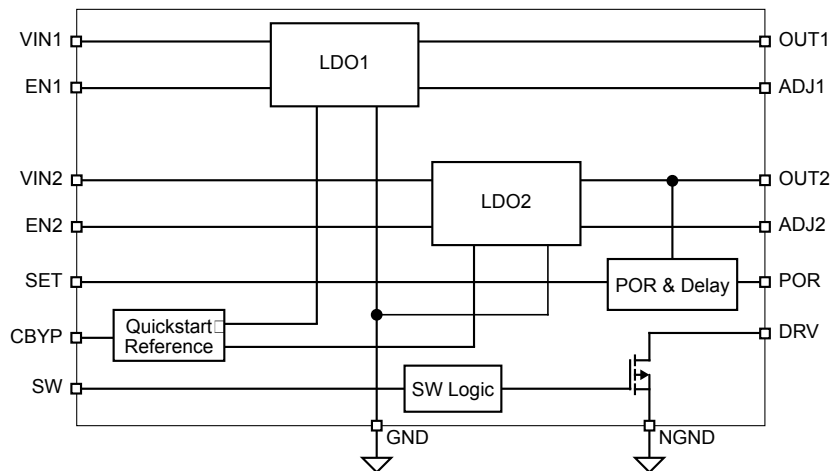 VIN1
LDO1
OUT1
EN1
ADJ1
VIN2
LDO2
OUT2
EN2
ADJ2
SET
POR & Delay
POR
CBYP
Quickstart
Reference
DRV
SW
SW Logic
GND
NGND